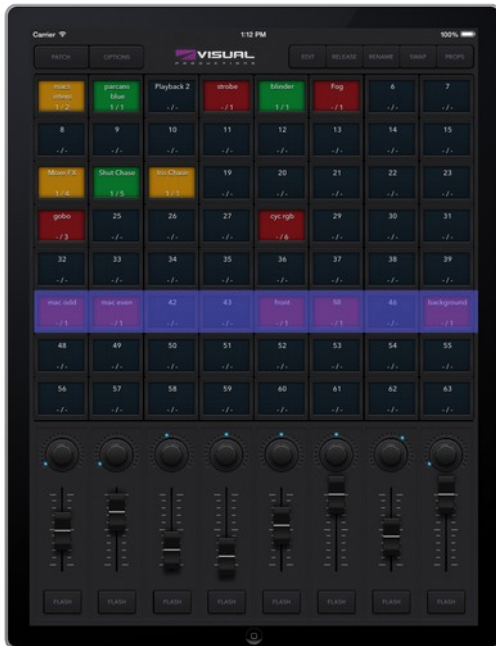 Carrier 1:12 PM 100%
PATCH OPTIONS VISUAL PRODUCTIONS EDIT RELEASE RENAME SWAP PROPS
macs intens parcans blue Playback 2 strobe blinder Fog 6 7
1/2 1/1 -/- -/1 1/1 -/1 -/- -/-
8 9 10 11 12 13 14 15
-/- -/- -/- -/- -/- -/- -/- -/-
Move FX Shut Chase Iris Chase 19 20 21 22 23
1/4 1/5 1/1 -/- -/- -/- -/- -/-
gobo 25 26 27 cyc rgb 29 30 31
-/3 -/- -/- -/- -/6 -/- -/- -/-
32 33 34 35 36 37 38 39
-/- -/- -/- -/- -/- -/- -/- -/-
mac odd mac even 42 43 front fill 46 background
-/1 -/1 -/- -/- -/1 -/1 -/- -/1
48 49 50 51 52 53 54 55
-/- -/- -/- -/- -/- -/- -/- -/-
56 57 58 59 60 61 62 63
-/- -/- -/- -/- -/- -/- -/- -/-
FLASH FLASH FLASH FLASH FLASH FLASH FLASH FLASH